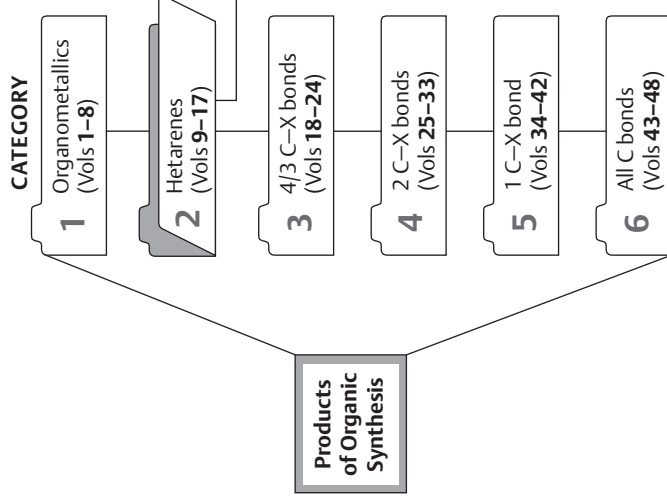 CATEGORY
1
Organometallics
(Vols 1–8)
2
Hetarenes
(Vols 9–17)
3
4/3 C—X bonds
(Vols 18–24)
4
2 C—X bonds
(Vols 25–33)
5
1 C—X bond
(Vols 34–42)
6
All C bonds
(Vols 43–48)
Products
of Organic
Synthesis